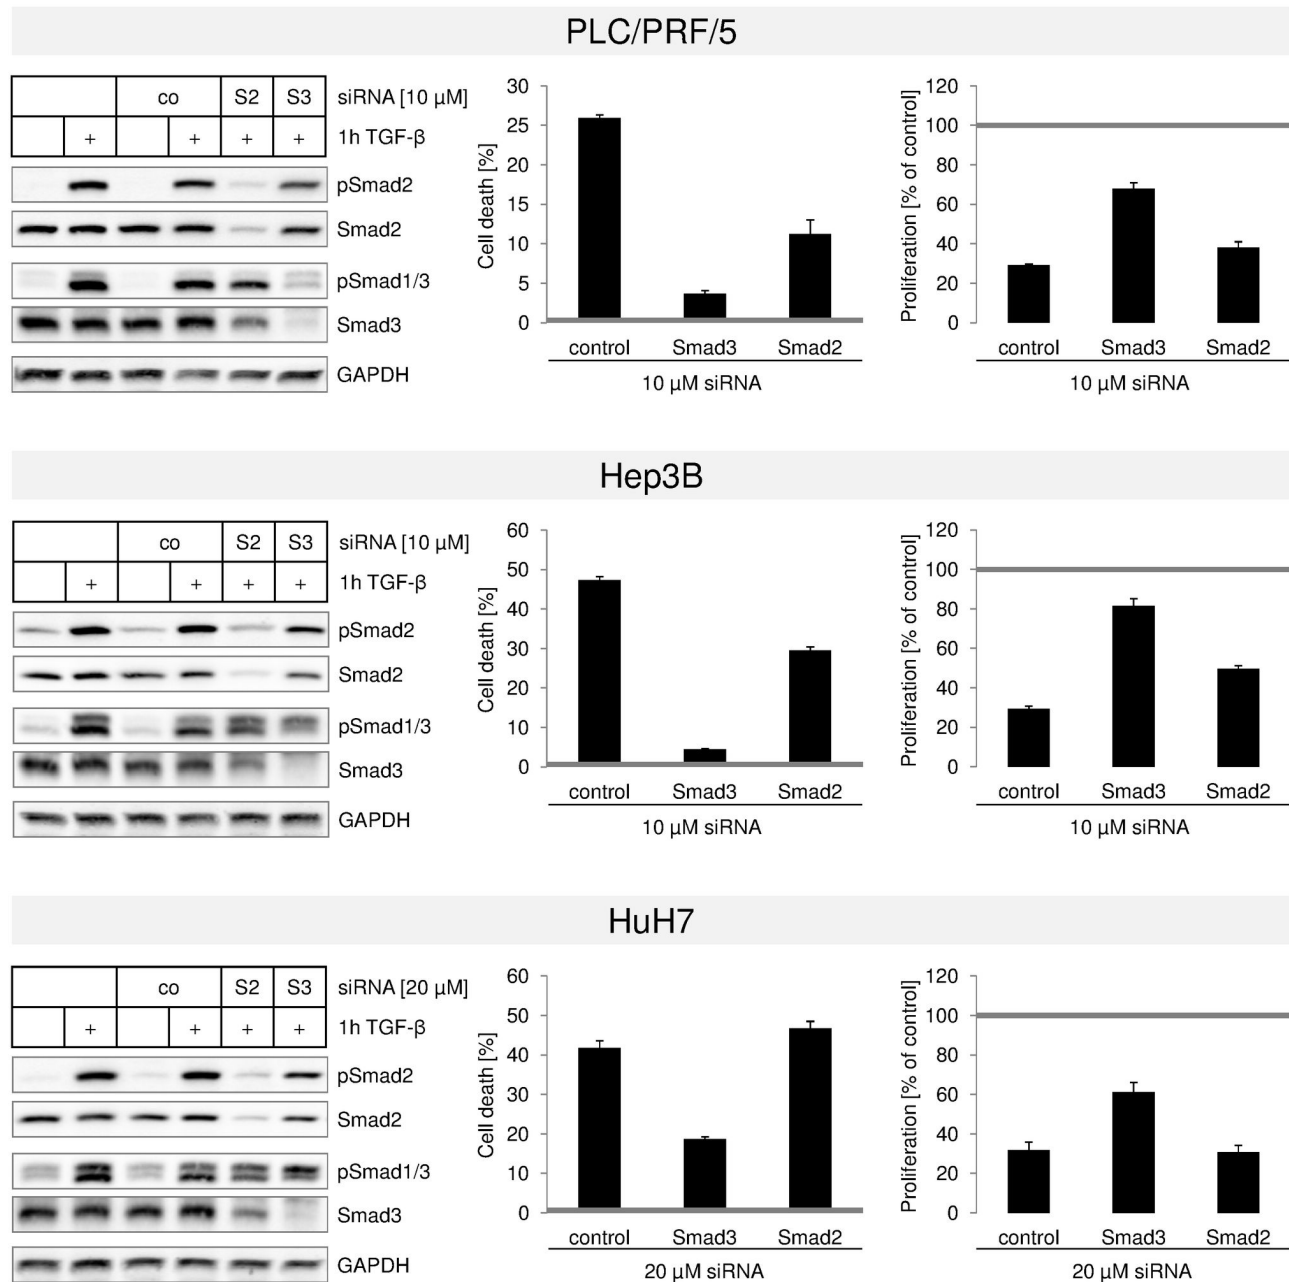 PLC/PRF/5
co S2 S3 siRNA [10 µM]
+ + + + 1h TGF-β
pSmad2
Smad2
pSmad1/3
Smad3
GAPDH
Cell death [%]
30
25
20
15
10
5
0
control Smad3 Smad2
10 µM siRNA
Proliferation [% of control]
120
100
80
60
40
20
0
control Smad3 Smad2
10 µM siRNA
Hep3B
co S2 S3 siRNA [10 µM]
+ + + + 1h TGF-β
pSmad2
Smad2
pSmad1/3
Smad3
GAPDH
Cell death [%]
60
50
40
30
20
10
0
control Smad3 Smad2
10 µM siRNA
Proliferation [% of control]
120
100
80
60
40
20
0
control Smad3 Smad2
10 µM siRNA
HuH7
co S2 S3 siRNA [20 µM]
+ + + + 1h TGF-β
pSmad2
Smad2
pSmad1/3
Smad3
GAPDH
Cell death [%]
60
50
40
30
20
10
0
control Smad3 Smad2
20 µM siRNA
Proliferation [% of control]
120
100
80
60
40
20
0
control Smad3 Smad2
20 µM siRNA